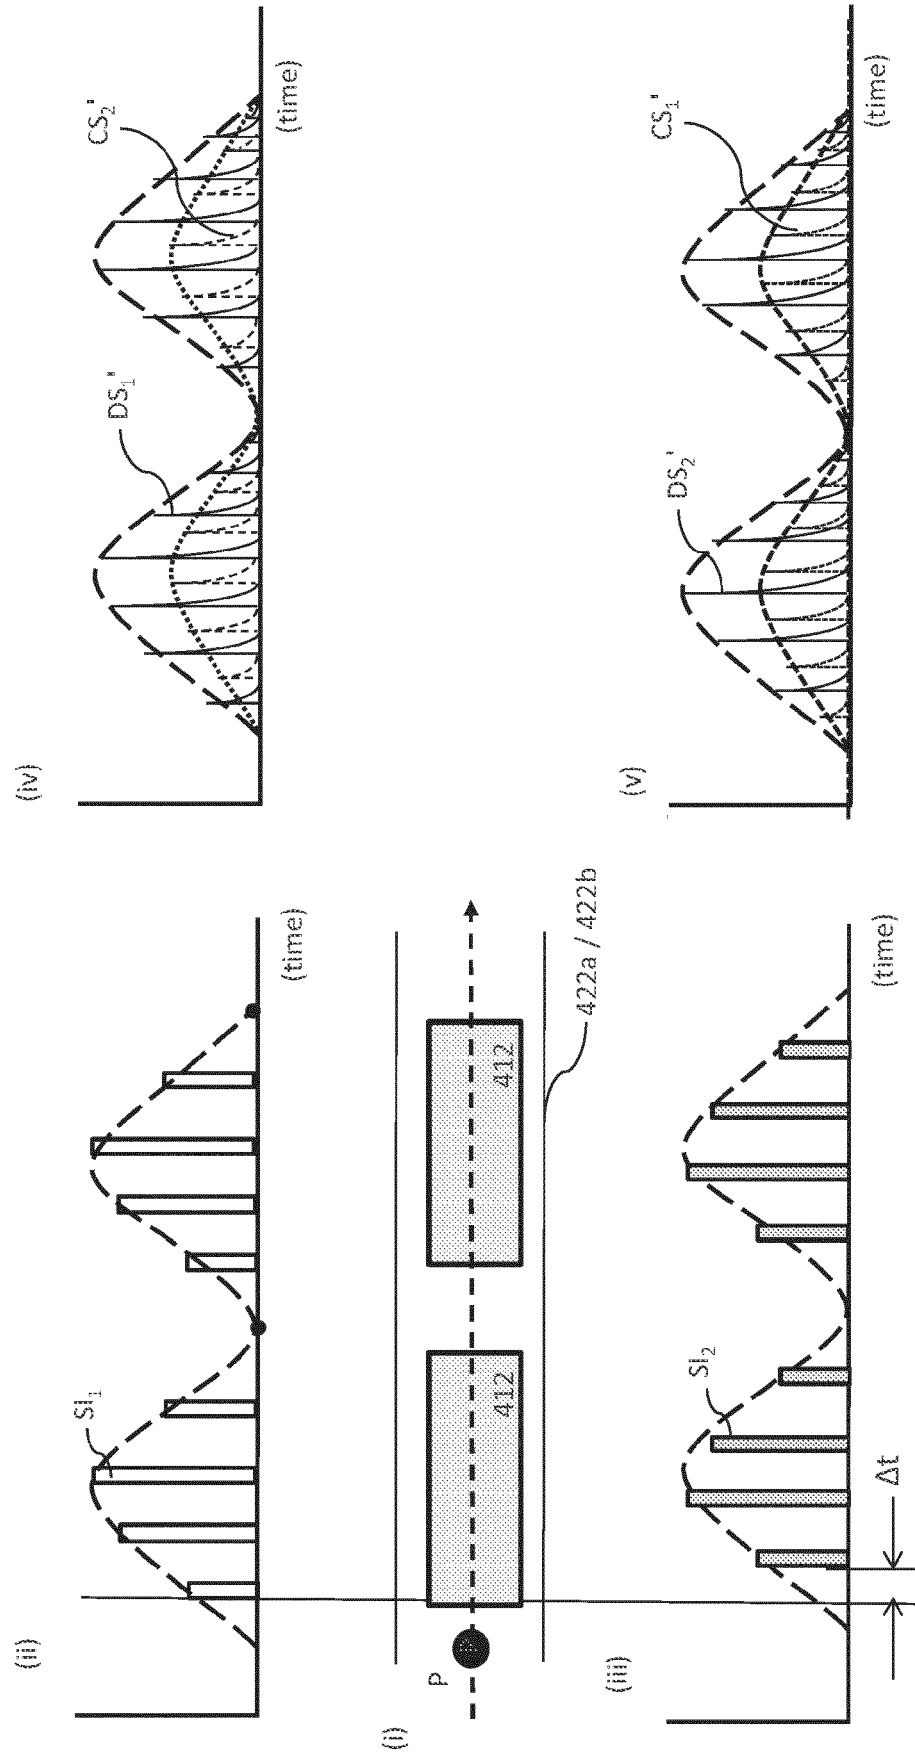 (ii)
SI₁
(time)
(i)
P
412
412
422a / 422b
(iii)
SI₂
Δt
(time)
(iv)
DS₁'
CS₂'
(time)
(v)
DS₂'
CS₁'
(time)